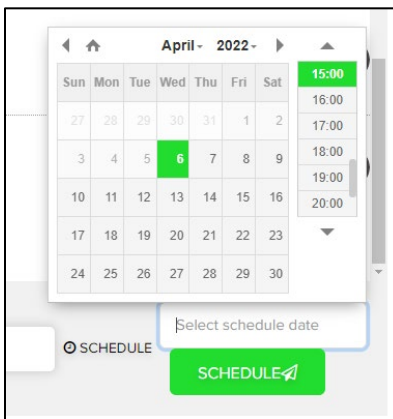 April 2022
Sun Mon Tue Wed Thu Fri Sat
27 28 29 30 31 1 2
3 4 5 6 7 8 9
10 11 12 13 14 15 16
17 18 19 20 21 22 23
24 25 26 27 28 29 30
15:00
16:00
17:00
18:00
19:00
20:00
Select schedule date
SCHEDULE
SCHEDULE